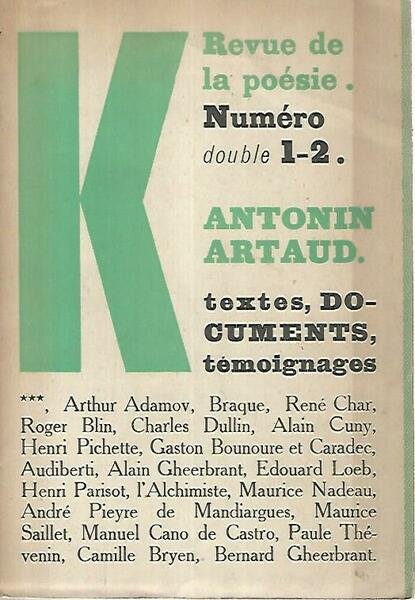 K
Revue de
la poésie.
Numéro
double 1-2.
ANTONIN
ARTAUD.
textes, DO-
CUMENTS,
témoignages
***, Arthur Adamov, Braque, René Char,
Roger Blin, Charles Dullin, Alain Cuny,
Henri Pichette, Gaston Bounoure et Caradec,
Audiberti, Alain Gheerbrant, Edouard Loeb,
Henri Parisot, l'Alchimiste, Maurice Nadeau,
André Pieyre de Mandiargues, Maurice
Saillet, Manuel Cano de Castro, Paule Thé-
venin, Camille Bryen, Bernard Gheerbrant.